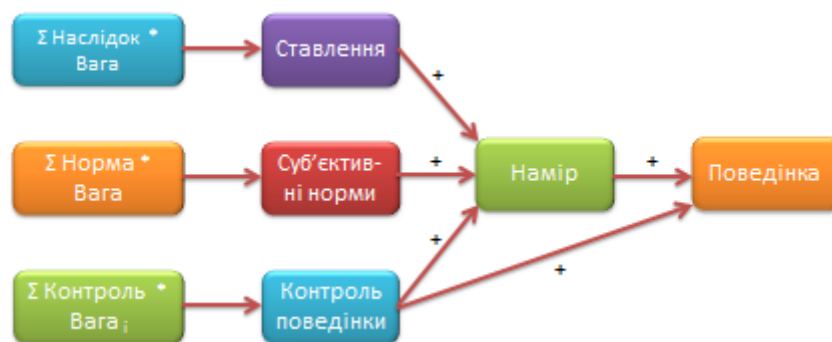 Σ Наслідок *
Вага
Ставлення
+
Σ Норма *
Вага
Суб’єктив-
ні норми
+
Намір
+
Поведінка
+
Σ Контроль *
Вага i
Контроль
поведінки
+